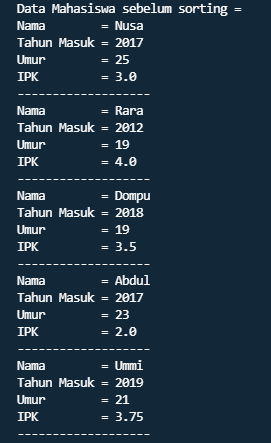 Data Mahasiswa sebelum sorting =
Nama        = Nusa
Tahun Masuk = 2017
Umur        = 25
IPK         = 3.0
-------------------
Nama        = Rara
Tahun Masuk = 2012
Umur        = 19
IPK         = 4.0
-------------------
Nama        = Dompu
Tahun Masuk = 2018
Umur        = 19
IPK         = 3.5
-------------------
Nama        = Abdul
Tahun Masuk = 2017
Umur        = 23
IPK         = 2.0
-------------------
Nama        = Ummi
Tahun Masuk = 2019
Umur        = 21
IPK         = 3.75
-------------------